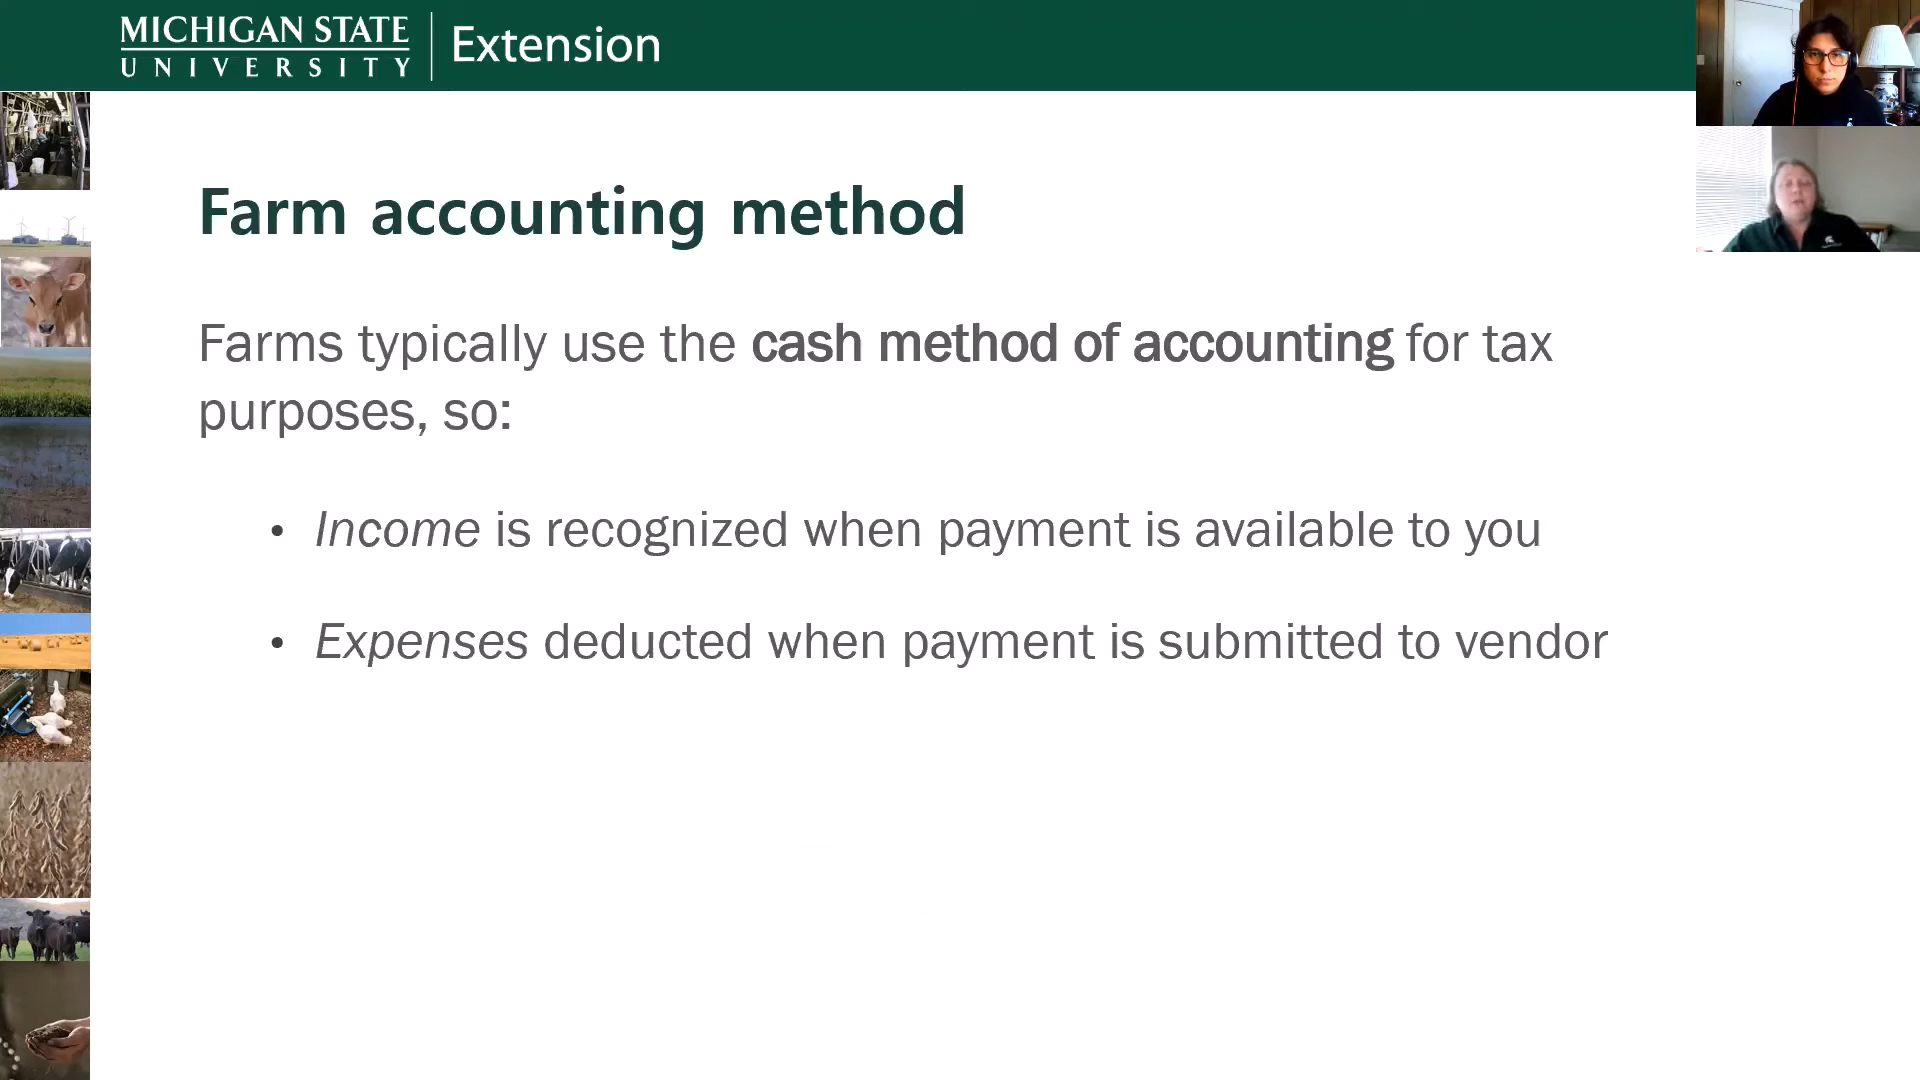 MICHIGAN STATE
UNIVERSITY
Extension
Farm accounting method
Farms typically use the cash method of accounting for tax
purposes, so:
• Income is recognized when payment is available to you
• Expenses deducted when payment is submitted to vendor